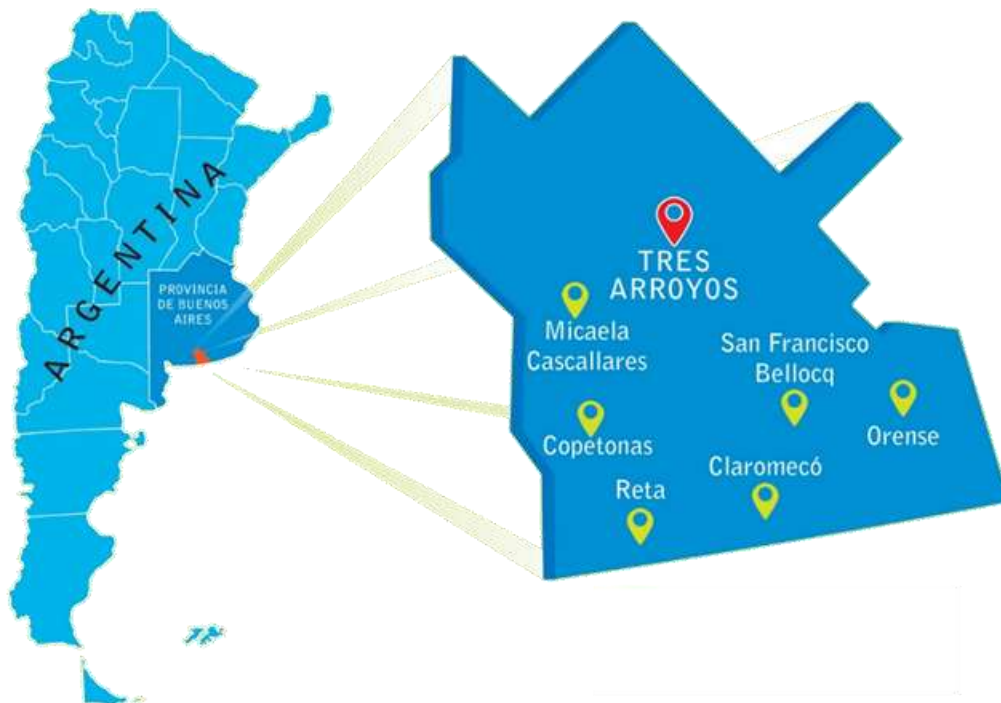 ARGENTINA
PROVINCIA
DE BUENOS
AIRES
TRES
ARROYOS
Micaela
Cascallares
San Francisco
Bellocq
Copetonas
Orense
Claromecó
Reta